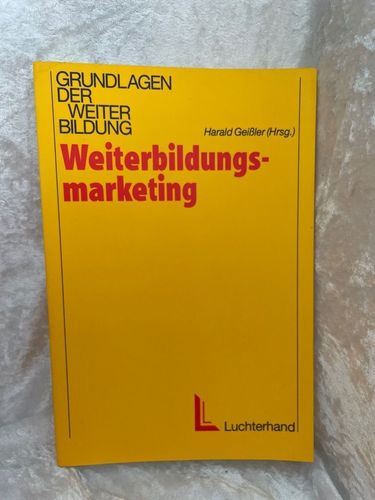 GRUNDLAGEN
DER
WEITER
BILDUNG
Harald Geißler (Hrsg.)
Weiterbildungs-
marketing
Luchterhand